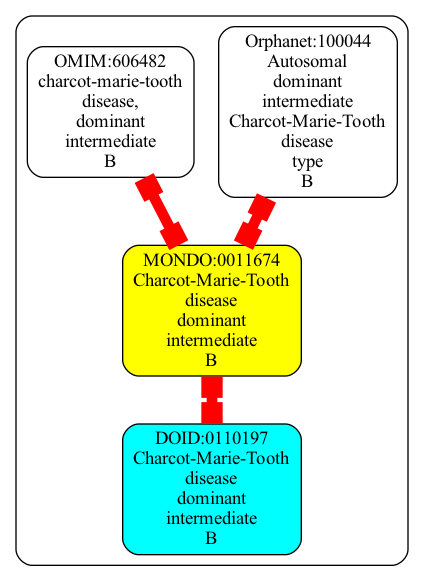 OMIM:606482
charcot-marie-tooth
disease,
dominant
intermediate
B
Orphanet:100044
Autosomal
dominant
intermediate
Charcot-Marie-Tooth
disease
type
B
MONDO:0011674
Charcot-Marie-Tooth
disease
dominant
intermediate
B
DOID:0110197
Charcot-Marie-Tooth
disease
dominant
intermediate
B